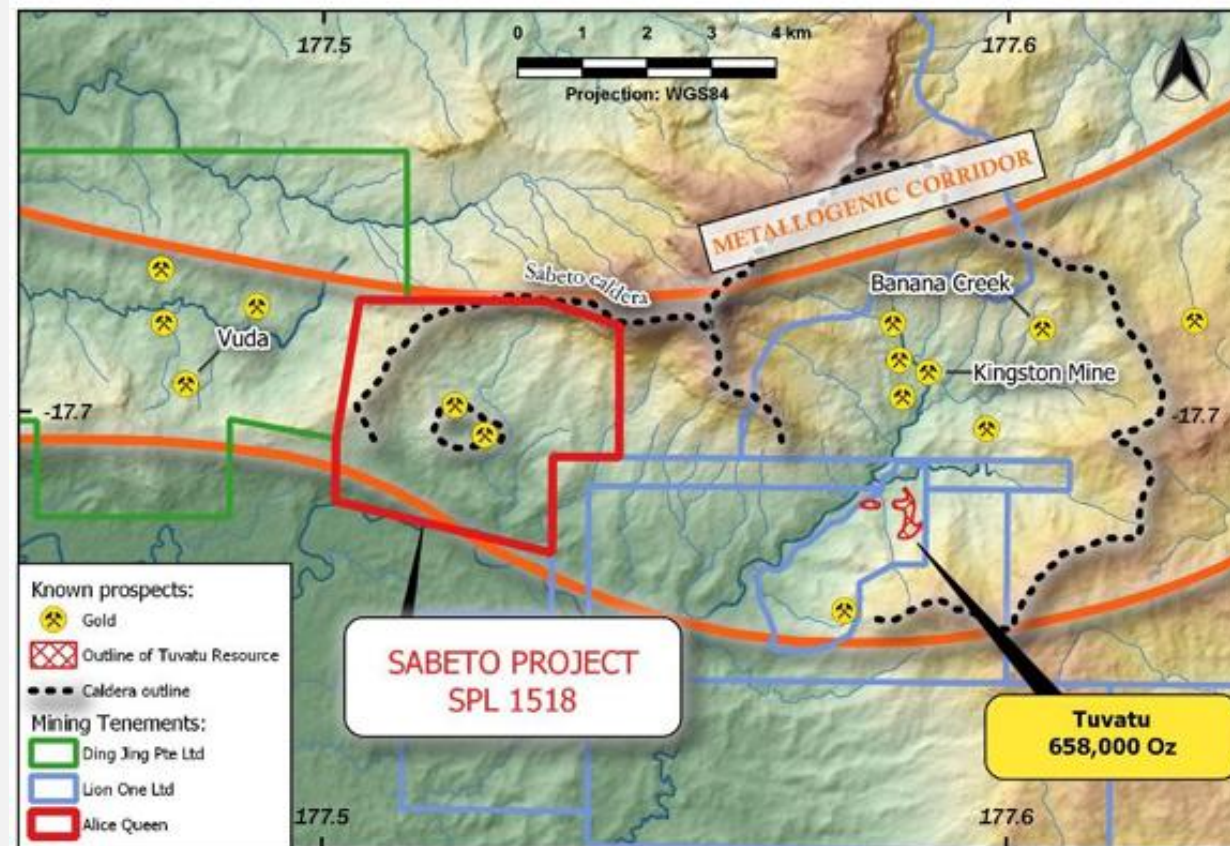 177.5
0 1 2 3 4 km
Projection: WGS84
177.6
METALLOGENIC CORRIDOR
Sabeto caldera
Banana Creek
Vuda
Kingston Mine
-17.7
-17.7
Known prospects:
Gold
Outline of Tuvatu Resource
Caldera outline
Mining Tenements:
Ding Jing Pte Ltd
Lion One Ltd
Alice Queen
SABETO PROJECT
SPL 1518
Tuvatu
658,000 Oz
177.5
177.6